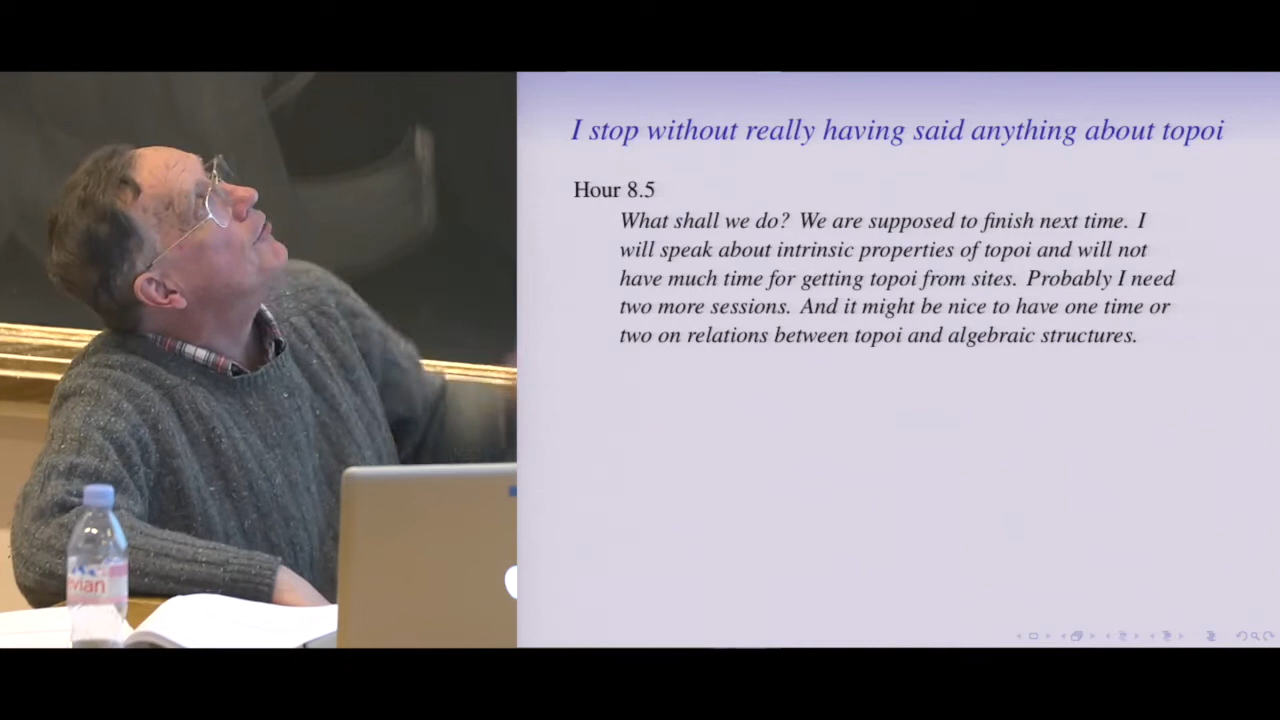 I stop without really having said anything about topoi
Hour 8.5
What shall we do? We are supposed to finish next time. I
will speak about intrinsic properties of topoi and will not
have much time for getting topoi from sites. Probably I need
two more sessions. And it might be nice to have one time or
two on relations between topoi and algebraic structures.
evian